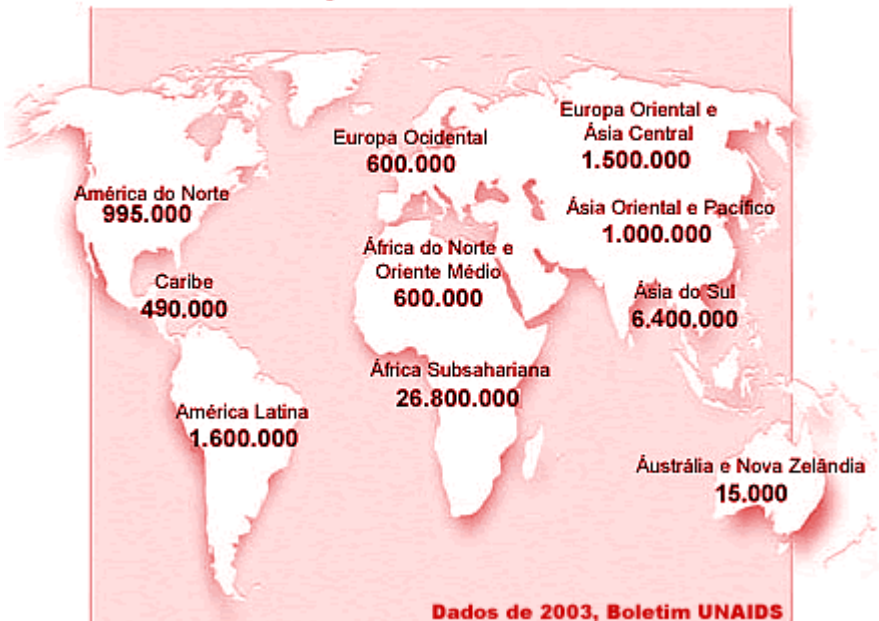 Europa Oriental e
Ásia Central
1.500.000
Europa Ocidental
600.000
América do Norte
995.000
Ásia Oriental e Pacífico
1.000.000
África do Norte e
Oriente Médio
600.000
Caribe
490.000
Ásia do Sul
6.400.000
África Subsahariana
26.800.000
América Latina
1.600.000
Áustrália e Nova Zelândia
15.000
Dados de 2003, Boletim UNAIDS